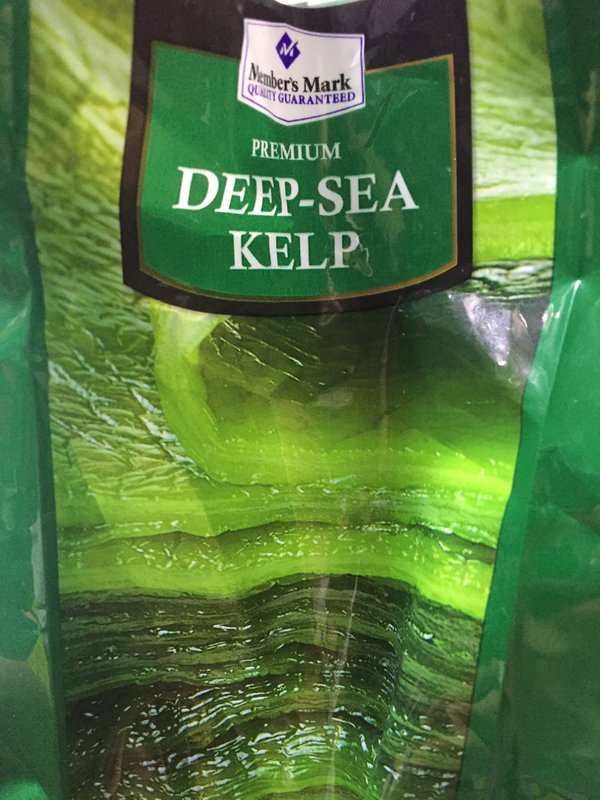 M
Member's Mark
QUALITY GUARANTEED
PREMIUM
DEEP-SEA
KELP